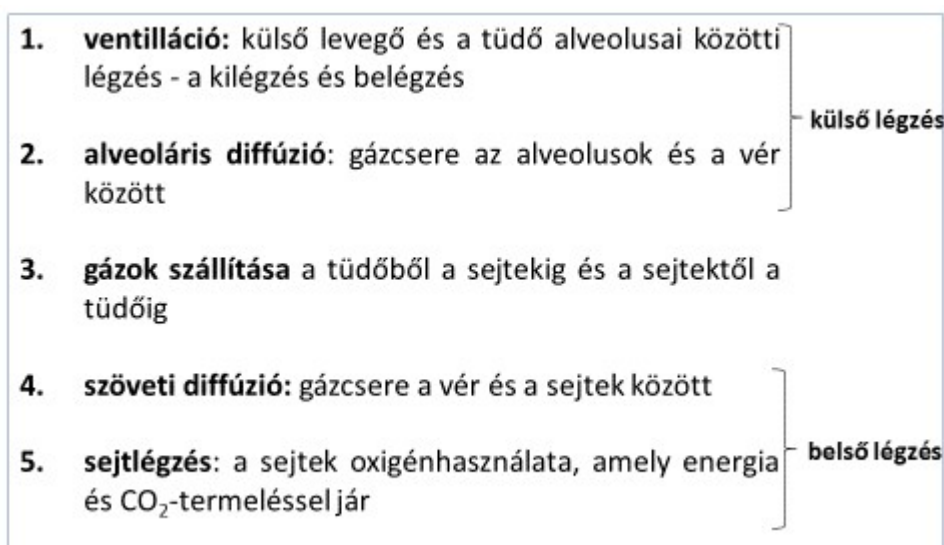 1. ventilláció: külső levegő és a tüdő alveolusai közötti
légzés - a kilégzés és belégzés
külső légzés
2. alveoláris diffúzió: gázcsere az alveolusok és a vér
között
3. gázok szállítása a tüdőből a sejtekig és a sejtektől a
tüdőig
4. szöveti diffúzió: gázcsere a vér és a sejtek között
belső légzés
5. sejtlégzés: a sejtek oxigénhasználata, amely energia
és CO₂-termeléssel jár